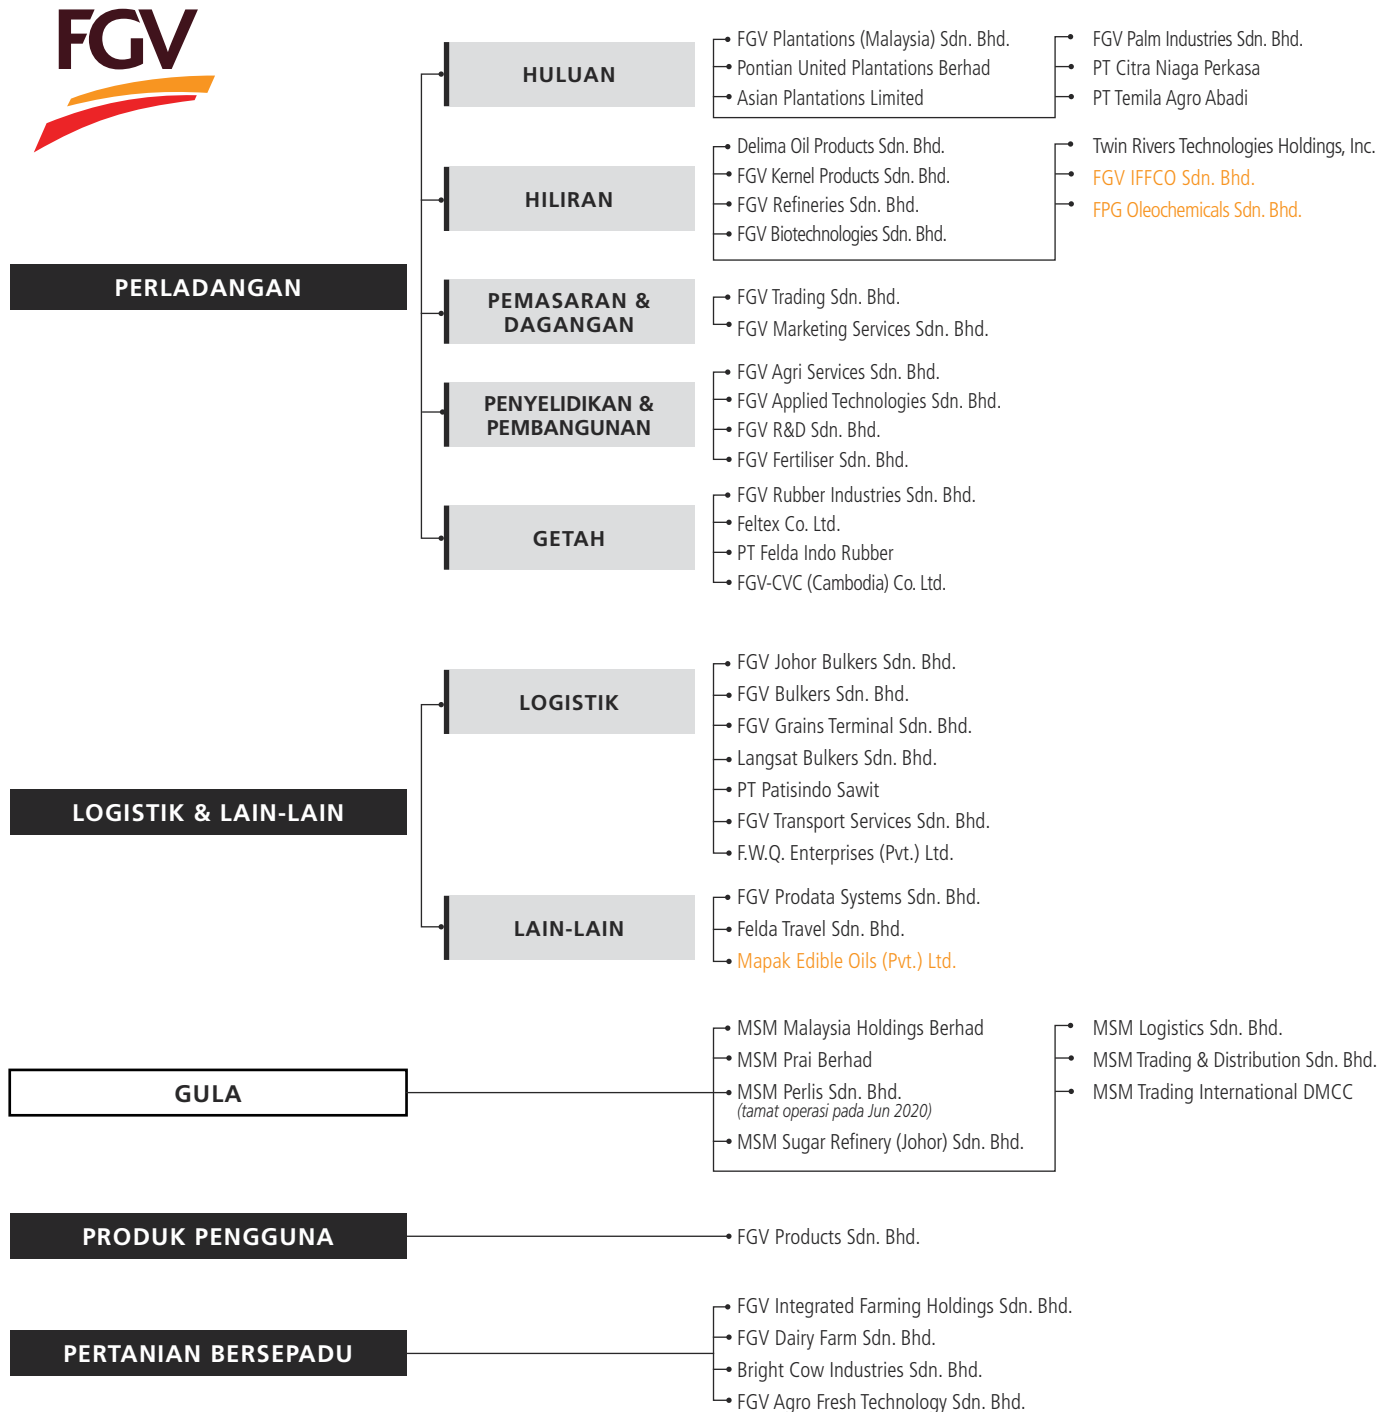 FGV
PERLADANGAN
HULUAN
FGV Plantations (Malaysia) Sdn. Bhd.
Pontian United Plantations Berhad
Asian Plantations Limited
FGV Palm Industries Sdn. Bhd.
PT Citra Niaga Perkasa
PT Temila Agro Abadi
HILIRAN
Delima Oil Products Sdn. Bhd.
FGV Kernel Products Sdn. Bhd.
FGV Refineries Sdn. Bhd.
FGV Biotechnologies Sdn. Bhd.
Twin Rivers Technologies Holdings, Inc.
FGV IFFCO Sdn. Bhd.
FPG Oleochemicals Sdn. Bhd.
PEMASARAN &
DAGANGAN
FGV Trading Sdn. Bhd.
FGV Marketing Services Sdn. Bhd.
PENYELIDIKAN &
PEMBANGUNAN
FGV Agri Services Sdn. Bhd.
FGV Applied Technologies Sdn. Bhd.
FGV R&D Sdn. Bhd.
FGV Fertiliser Sdn. Bhd.
GETAH
FGV Rubber Industries Sdn. Bhd.
Feltex Co. Ltd.
PT Felda Indo Rubber
FGV-CVC (Cambodia) Co. Ltd.
LOGISTIK & LAIN-LAIN
LOGISTIK
FGV Johor Bulkers Sdn. Bhd.
FGV Bulkers Sdn. Bhd.
FGV Grains Terminal Sdn. Bhd.
Langsat Bulkers Sdn. Bhd.
PT Patisindo Sawit
FGV Transport Services Sdn. Bhd.
F.W.Q. Enterprises (Pvt.) Ltd.
LAIN-LAIN
FGV Prodata Systems Sdn. Bhd.
Felda Travel Sdn. Bhd.
Mapak Edible Oils (Pvt.) Ltd.
GULA
MSM Malaysia Holdings Berhad
MSM Prai Berhad
MSM Perlis Sdn. Bhd.
(tamat operasi pada Jun 2020)
MSM Sugar Refinery (Johor) Sdn. Bhd.
MSM Logistics Sdn. Bhd.
MSM Trading & Distribution Sdn. Bhd.
MSM Trading International DMCC
PRODUK PENGGUNA
FGV Products Sdn. Bhd.
PERTANIAN BERSEPADU
FGV Integrated Farming Holdings Sdn. Bhd.
FGV Dairy Farm Sdn. Bhd.
Bright Cow Industries Sdn. Bhd.
FGV Agro Fresh Technology Sdn. Bhd.